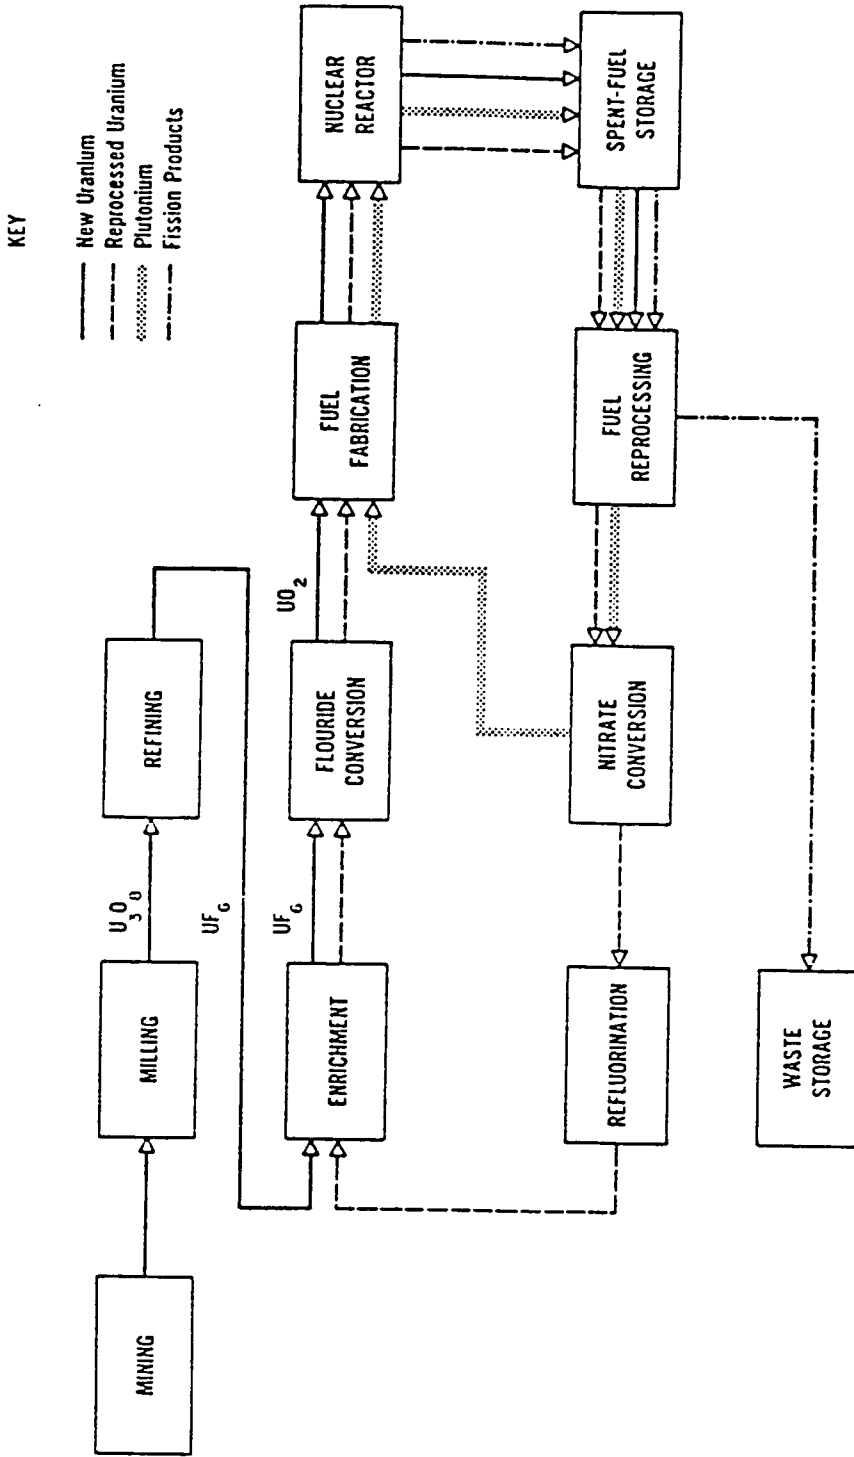 KEY
New Uranium
Reprocessed Uranium
Plutonium
Fission Products
MINING
MILLING
U3O8
REFINING
UF6
ENRICHMENT
UF6
FLOURIDE
CONVERSION
UO2
FUEL
FABRICATION
NUCLEAR
REACTOR
REFLUORINATION
NITRATE
CONVERSION
FUEL
REPROCESSING
SPENT-FUEL
STORAGE
WASTE
STORAGE